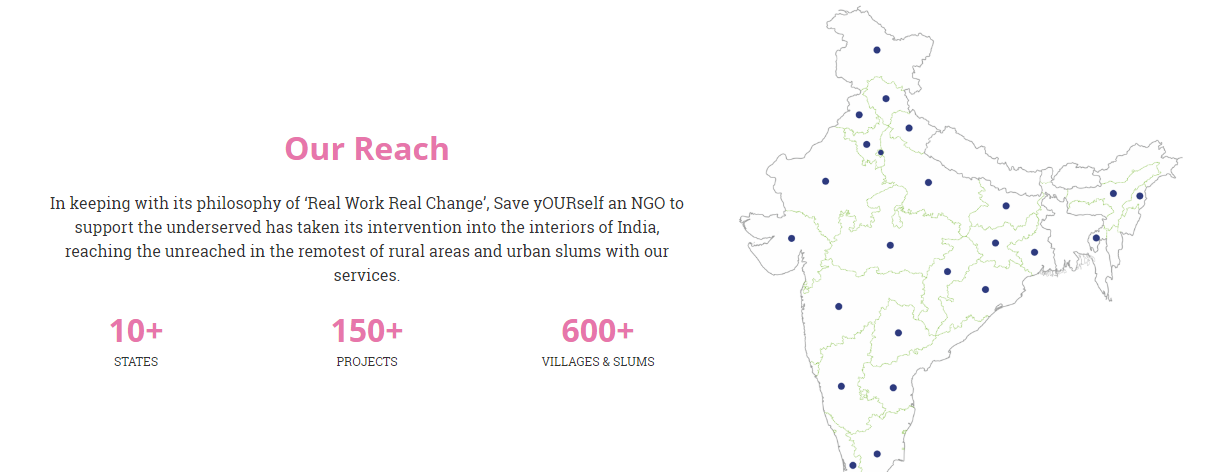 Our Reach
In keeping with its philosophy of ‘Real Work Real Change’, Save yOURself an NGO to
support the underserved has taken its intervention into the interiors of India,
reaching the unreached in the remotest of rural areas and urban slums with our
services.
10+ 150+ 600+
STATES PROJECTS VILLAGES & SLUMS